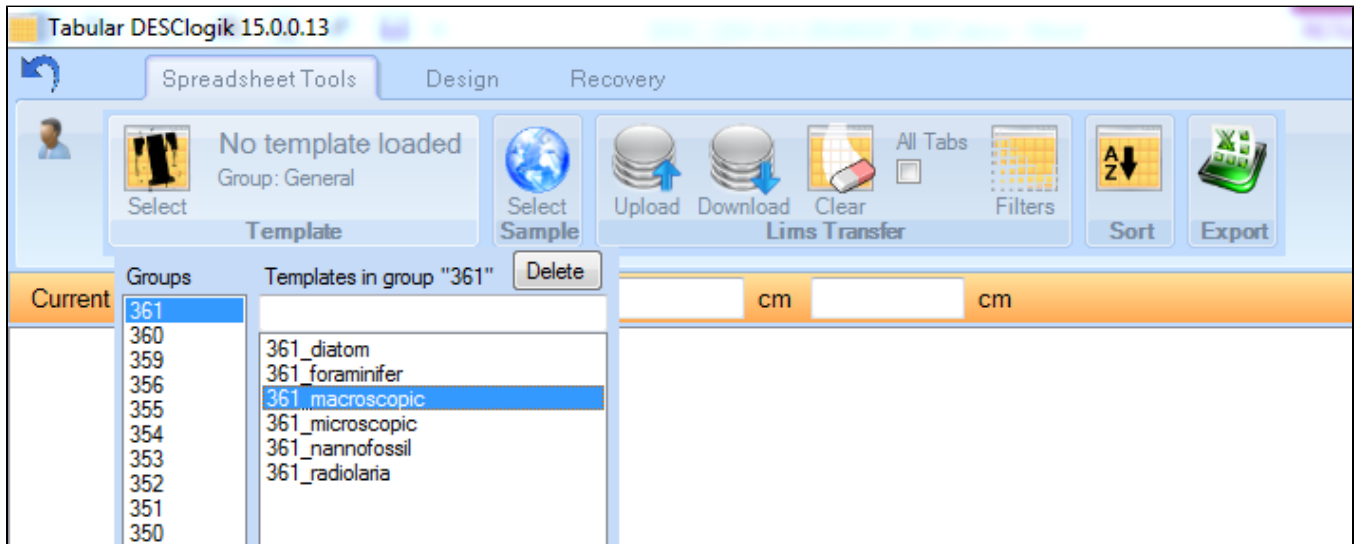 Tabular DESClogik 15.0.0.13
Spreadsheet Tools Design Recovery
No template loaded
Group: General
Select
Template
Select
Sample
Upload Download Clear All Tabs Filters
Lims Transfer
A
Z
Sort
Export
Groups Templates in group "361" Delete
Current cm cm
361
360
359
356
355
354
353
352
351
350
361_diatom
361_foraminifer
361_macroscopic
361_microscopic
361_nannofossil
361_radiolaria